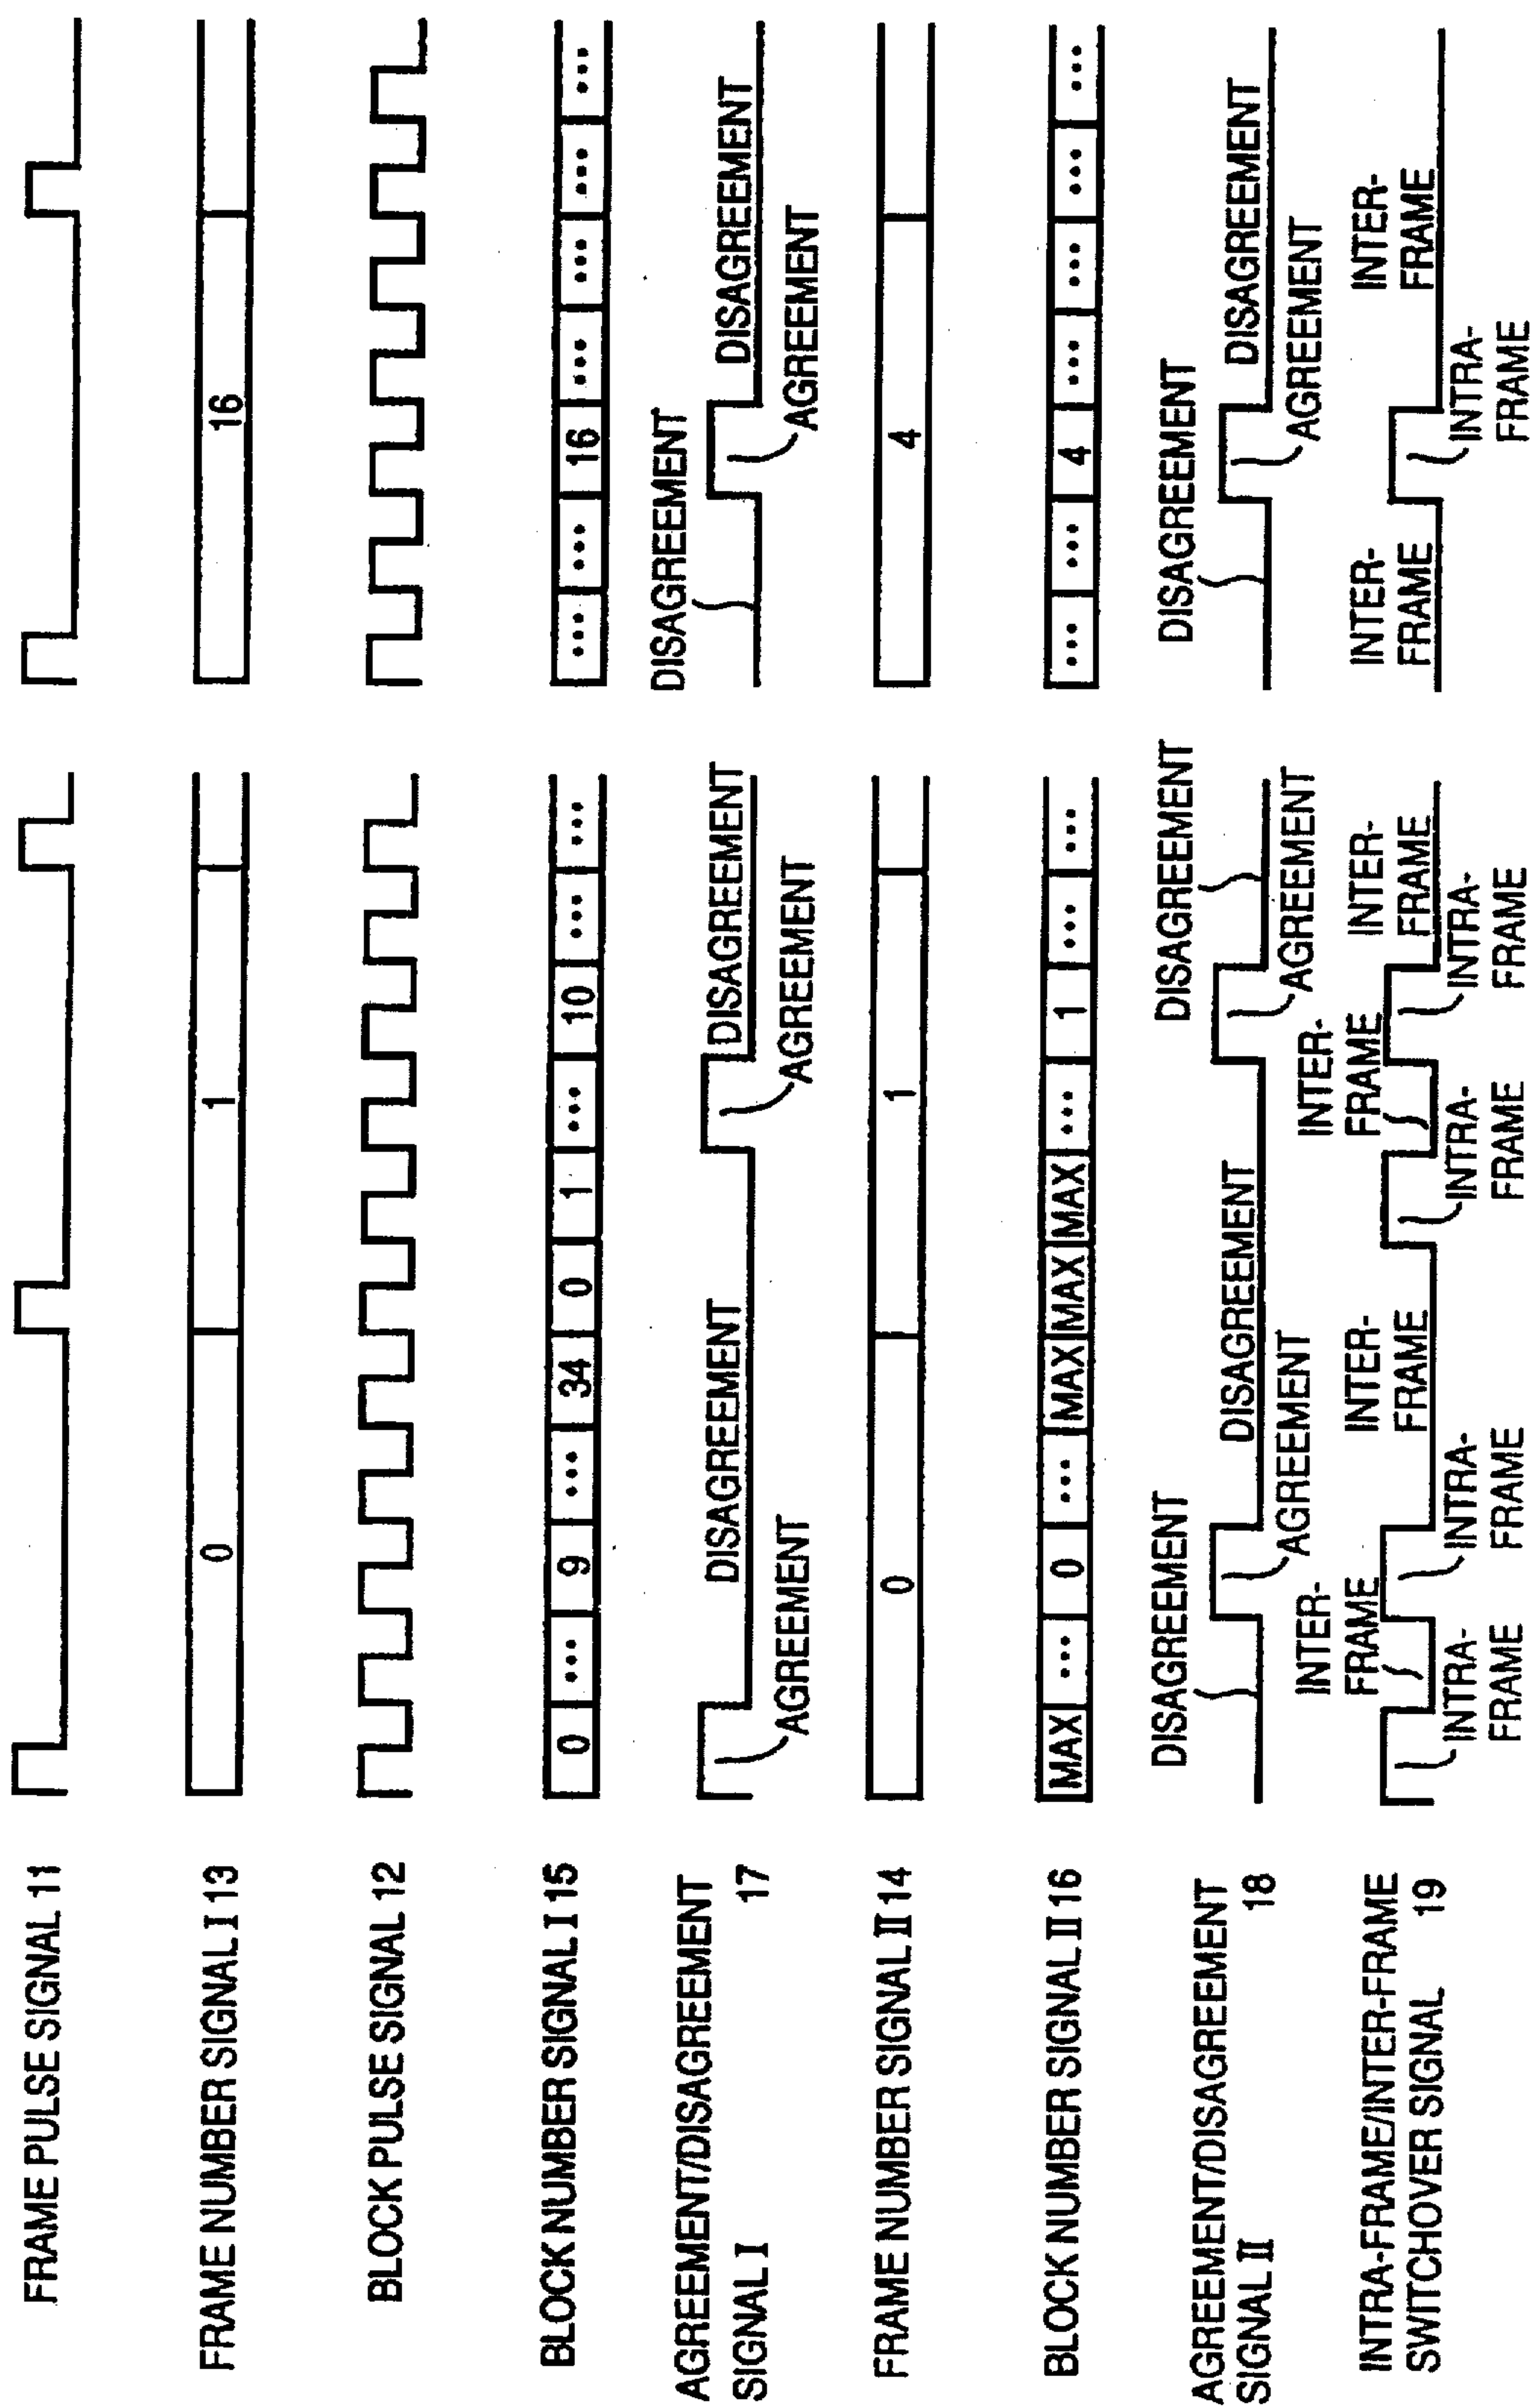 FRAME PULSE SIGNAL 11
FRAME NUMBER SIGNAL I 13
0
1
16
BLOCK PULSE SIGNAL 12
BLOCK NUMBER SIGNAL I 15
0 ... 9 ... 34 0 1 ... 10 ... ...
... ... 16 ... ... ... ...
AGREEMENT/DISAGREEMENT
SIGNAL I 17
AGREEMENT
DISAGREEMENT
AGREEMENT
DISAGREEMENT
DISAGREEMENT
AGREEMENT
DISAGREEMENT
FRAME NUMBER SIGNAL II 14
0
1
4
BLOCK NUMBER SIGNAL II 16
MAX ... 0 ... MAX MAX MAX ... 1 ... ...
... ... 4 ... ... ... ...
AGREEMENT/DISAGREEMENT
SIGNAL II 18
DISAGREEMENT
AGREEMENT
DISAGREEMENT
AGREEMENT
DISAGREEMENT
DISAGREEMENT
AGREEMENT
DISAGREEMENT
INTRA-FRAME/INTER-FRAME
SWITCHOVER SIGNAL 19
INTRA-
FRAME
INTER-
FRAME
INTRA-
FRAME
INTER-
FRAME
INTRA-
FRAME
INTER-
FRAME
INTRA-
FRAME
INTER-
FRAME
INTER-
FRAME
INTRA-
FRAME
INTER-
FRAME